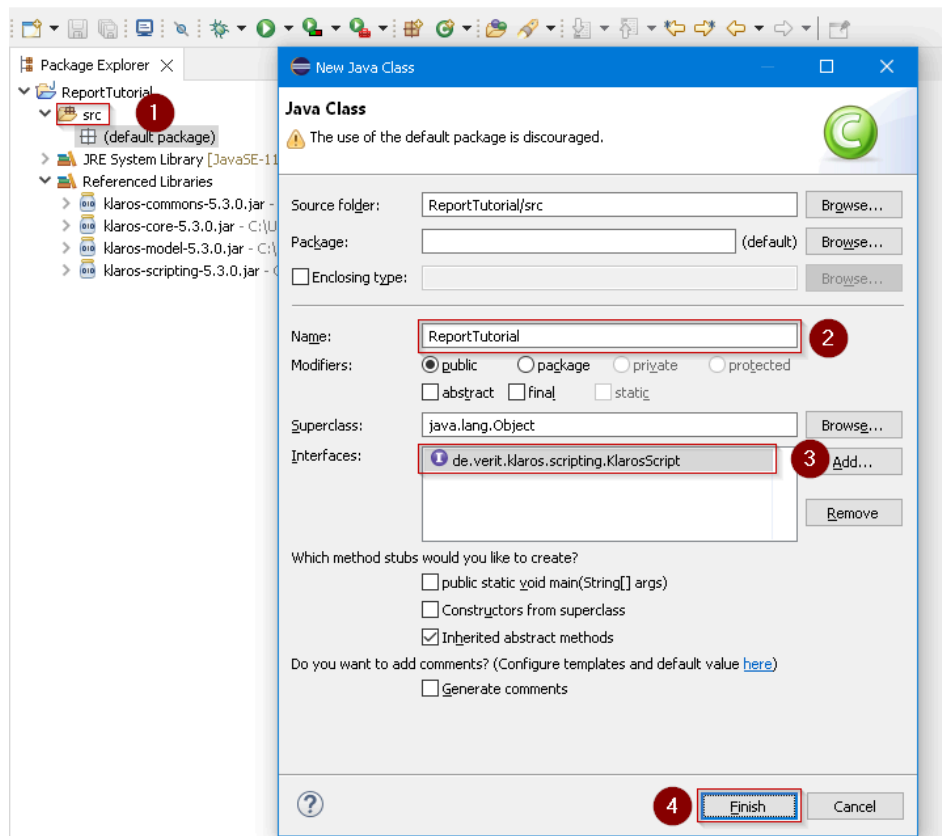 Package Explorer
ReportTutorial
1
src
(default package)
JRE System Library [JavaSE-11
Referenced Libraries
klaros-commons-5.3.0.jar -
klaros-core-5.3.0.jar - C:\U
klaros-model-5.3.0.jar - C:\
klaros-scripting-5.3.0.jar - C
New Java Class
Java Class
The use of the default package is discouraged.
Source folder: ReportTutorial/src Browse...
Package: (default) Browse...
Enclosing type: Browse...
Name: ReportTutorial 2
Modifiers: public package private protected
abstract final static
Superclass: java.lang.Object Browse...
Interfaces: de.verit.klaros.scripting.KlarosScript 3 Add...
Remove
Which method stubs would you like to create?
public static void main(String[] args)
Constructors from superclass
Inherited abstract methods
Do you want to add comments? (Configure templates and default value here)
Generate comments
4 Finish Cancel